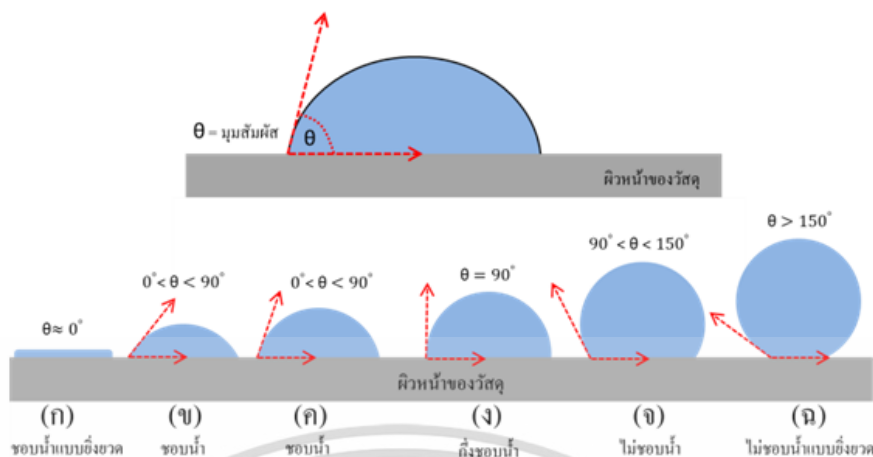 θ = มุมสัมผัส
θ
ผิวหน้าของวัสดุ
θ > 150°
90° < θ < 150°
θ = 90°
0° < θ < 90°
0° < θ < 90°
θ ≈ 0°
ผิวหน้าของวัสดุ
(ก) (ข) (ค) (ง) (จ) (ฉ)
ชอบน้ำแบบยิ่งยวด ชอบน้ำ ชอบน้ำ กึ่งชอบน้ำ ไม่ชอบน้ำ ไม่ชอบน้ำแบบยิ่งยวด